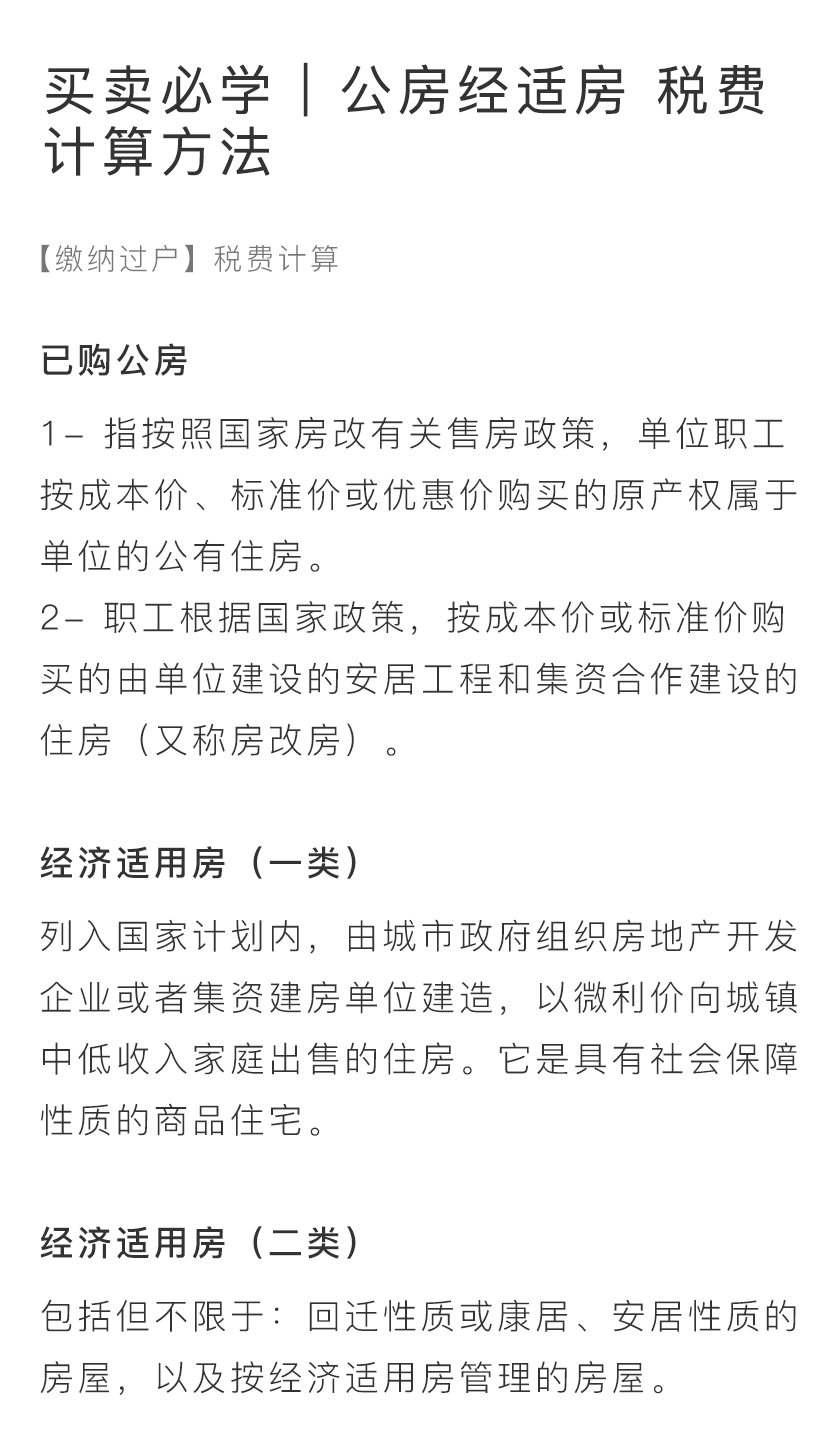 买卖必学｜公房经适房 税费
计算方法
【缴纳过户】税费计算
已购公房
1- 指按照国家房改有关售房政策，单位职工
按成本价、标准价或优惠价购买的原产权属于
单位的公有住房。
2- 职工根据国家政策，按成本价或标准价购
买的由单位建设的安居工程和集资合作建设的
住房（又称房改房）。
经济适用房（一类）
列入国家计划内，由城市政府组织房地产开发
企业或者集资建房单位建造，以微利价向城镇
中低收入家庭出售的住房。它是具有社会保障
性质的商品住宅。
经济适用房（二类）
包括但不限于：回迁性质或康居、安居性质的
房屋，以及按经济适用房管理的房屋。